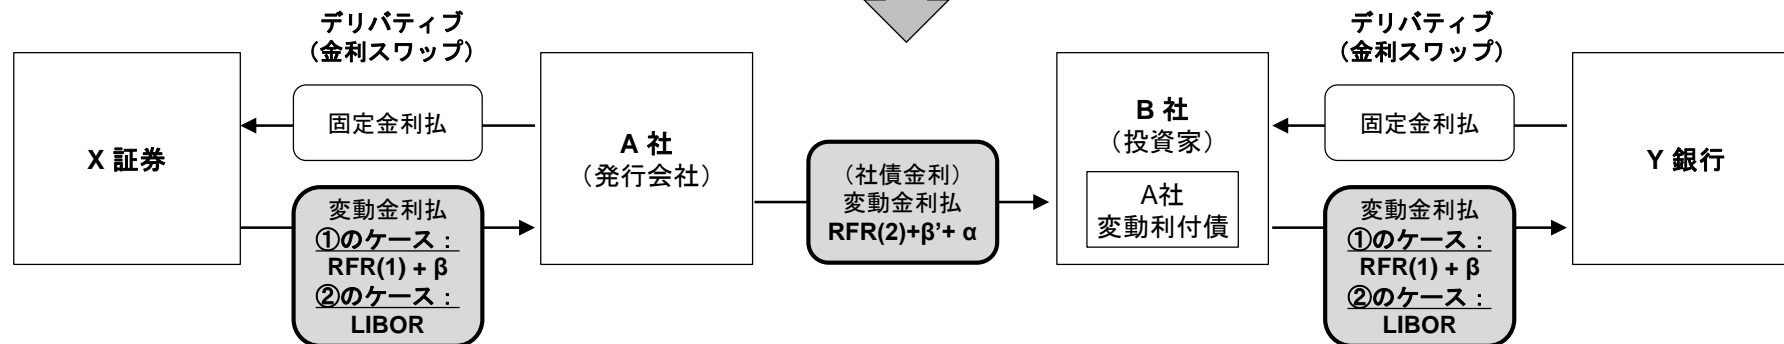 デリバティブ
（金利スワップ）
X 証券
固定金利払
変動金利払
①のケース：
RFR(1) + β
②のケース：
LIBOR
A 社
（発行会社）
（社債金利）
変動金利払
RFR(2)+β’+ α
B 社
（投資家）
A社
変動利付債
デリバティブ
（金利スワップ）
固定金利払
変動金利払
①のケース：
RFR(1) + β
②のケース：
LIBOR
Y 銀行